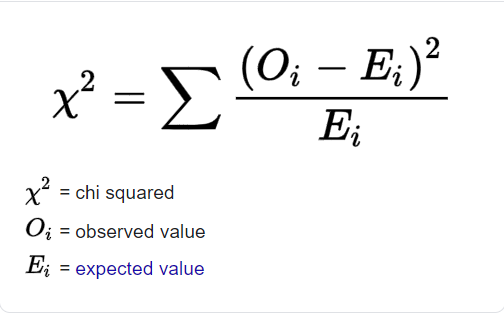 χ² = ∑ (Oᵢ − Eᵢ)² / Eᵢ
χ² = chi squared
Oᵢ = observed value
Eᵢ = expected value